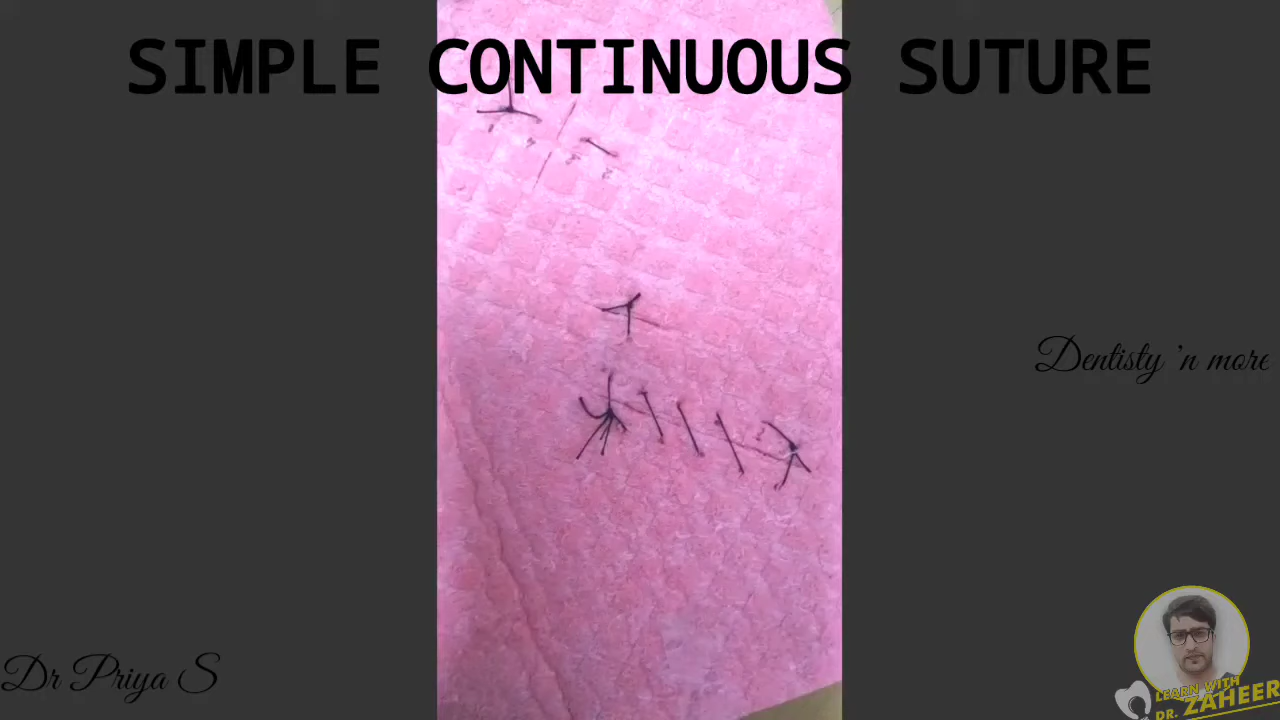 SIMPLE CONTINUOUS SUTURE
Dentisty 'n more
Dr Priya S
LEARN WITH
DR. ZAHEER